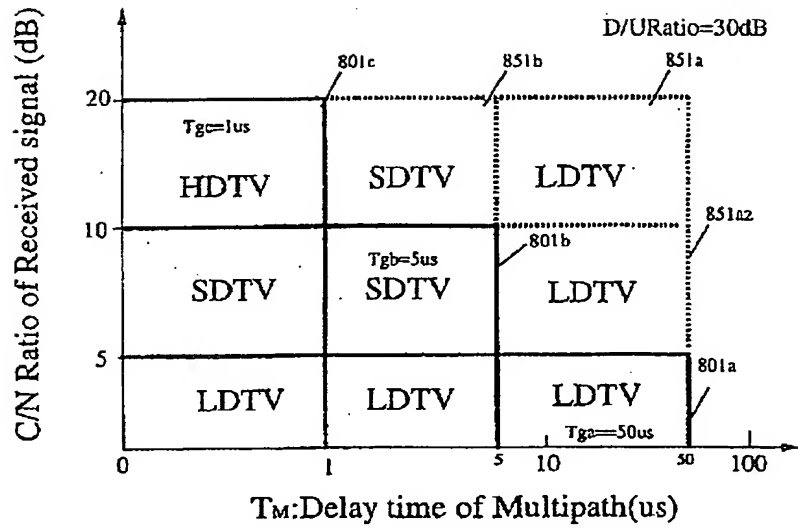 D/URatio=30dB
801c
851b
851a
C/N Ratio of Received signal (dB)
20
Tgc=1us
HDTV
SDTV
LDTV
851a2
10
801b
Tgb=5us
SDTV
SDTV
LDTV
5
801a
LDTV
LDTV
LDTV
Tga=50us
0
1
5
10
50
100
TM:Delay time of Multipath(us)